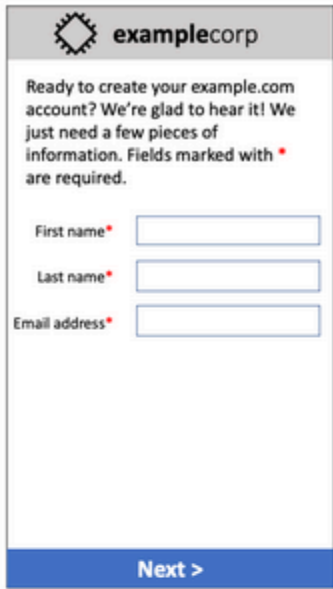 examplecorp
Ready to create your example.com
account? We're glad to hear it! We
just need a few pieces of
information. Fields marked with *
are required.
First name*
Last name*
Email address*
Next >